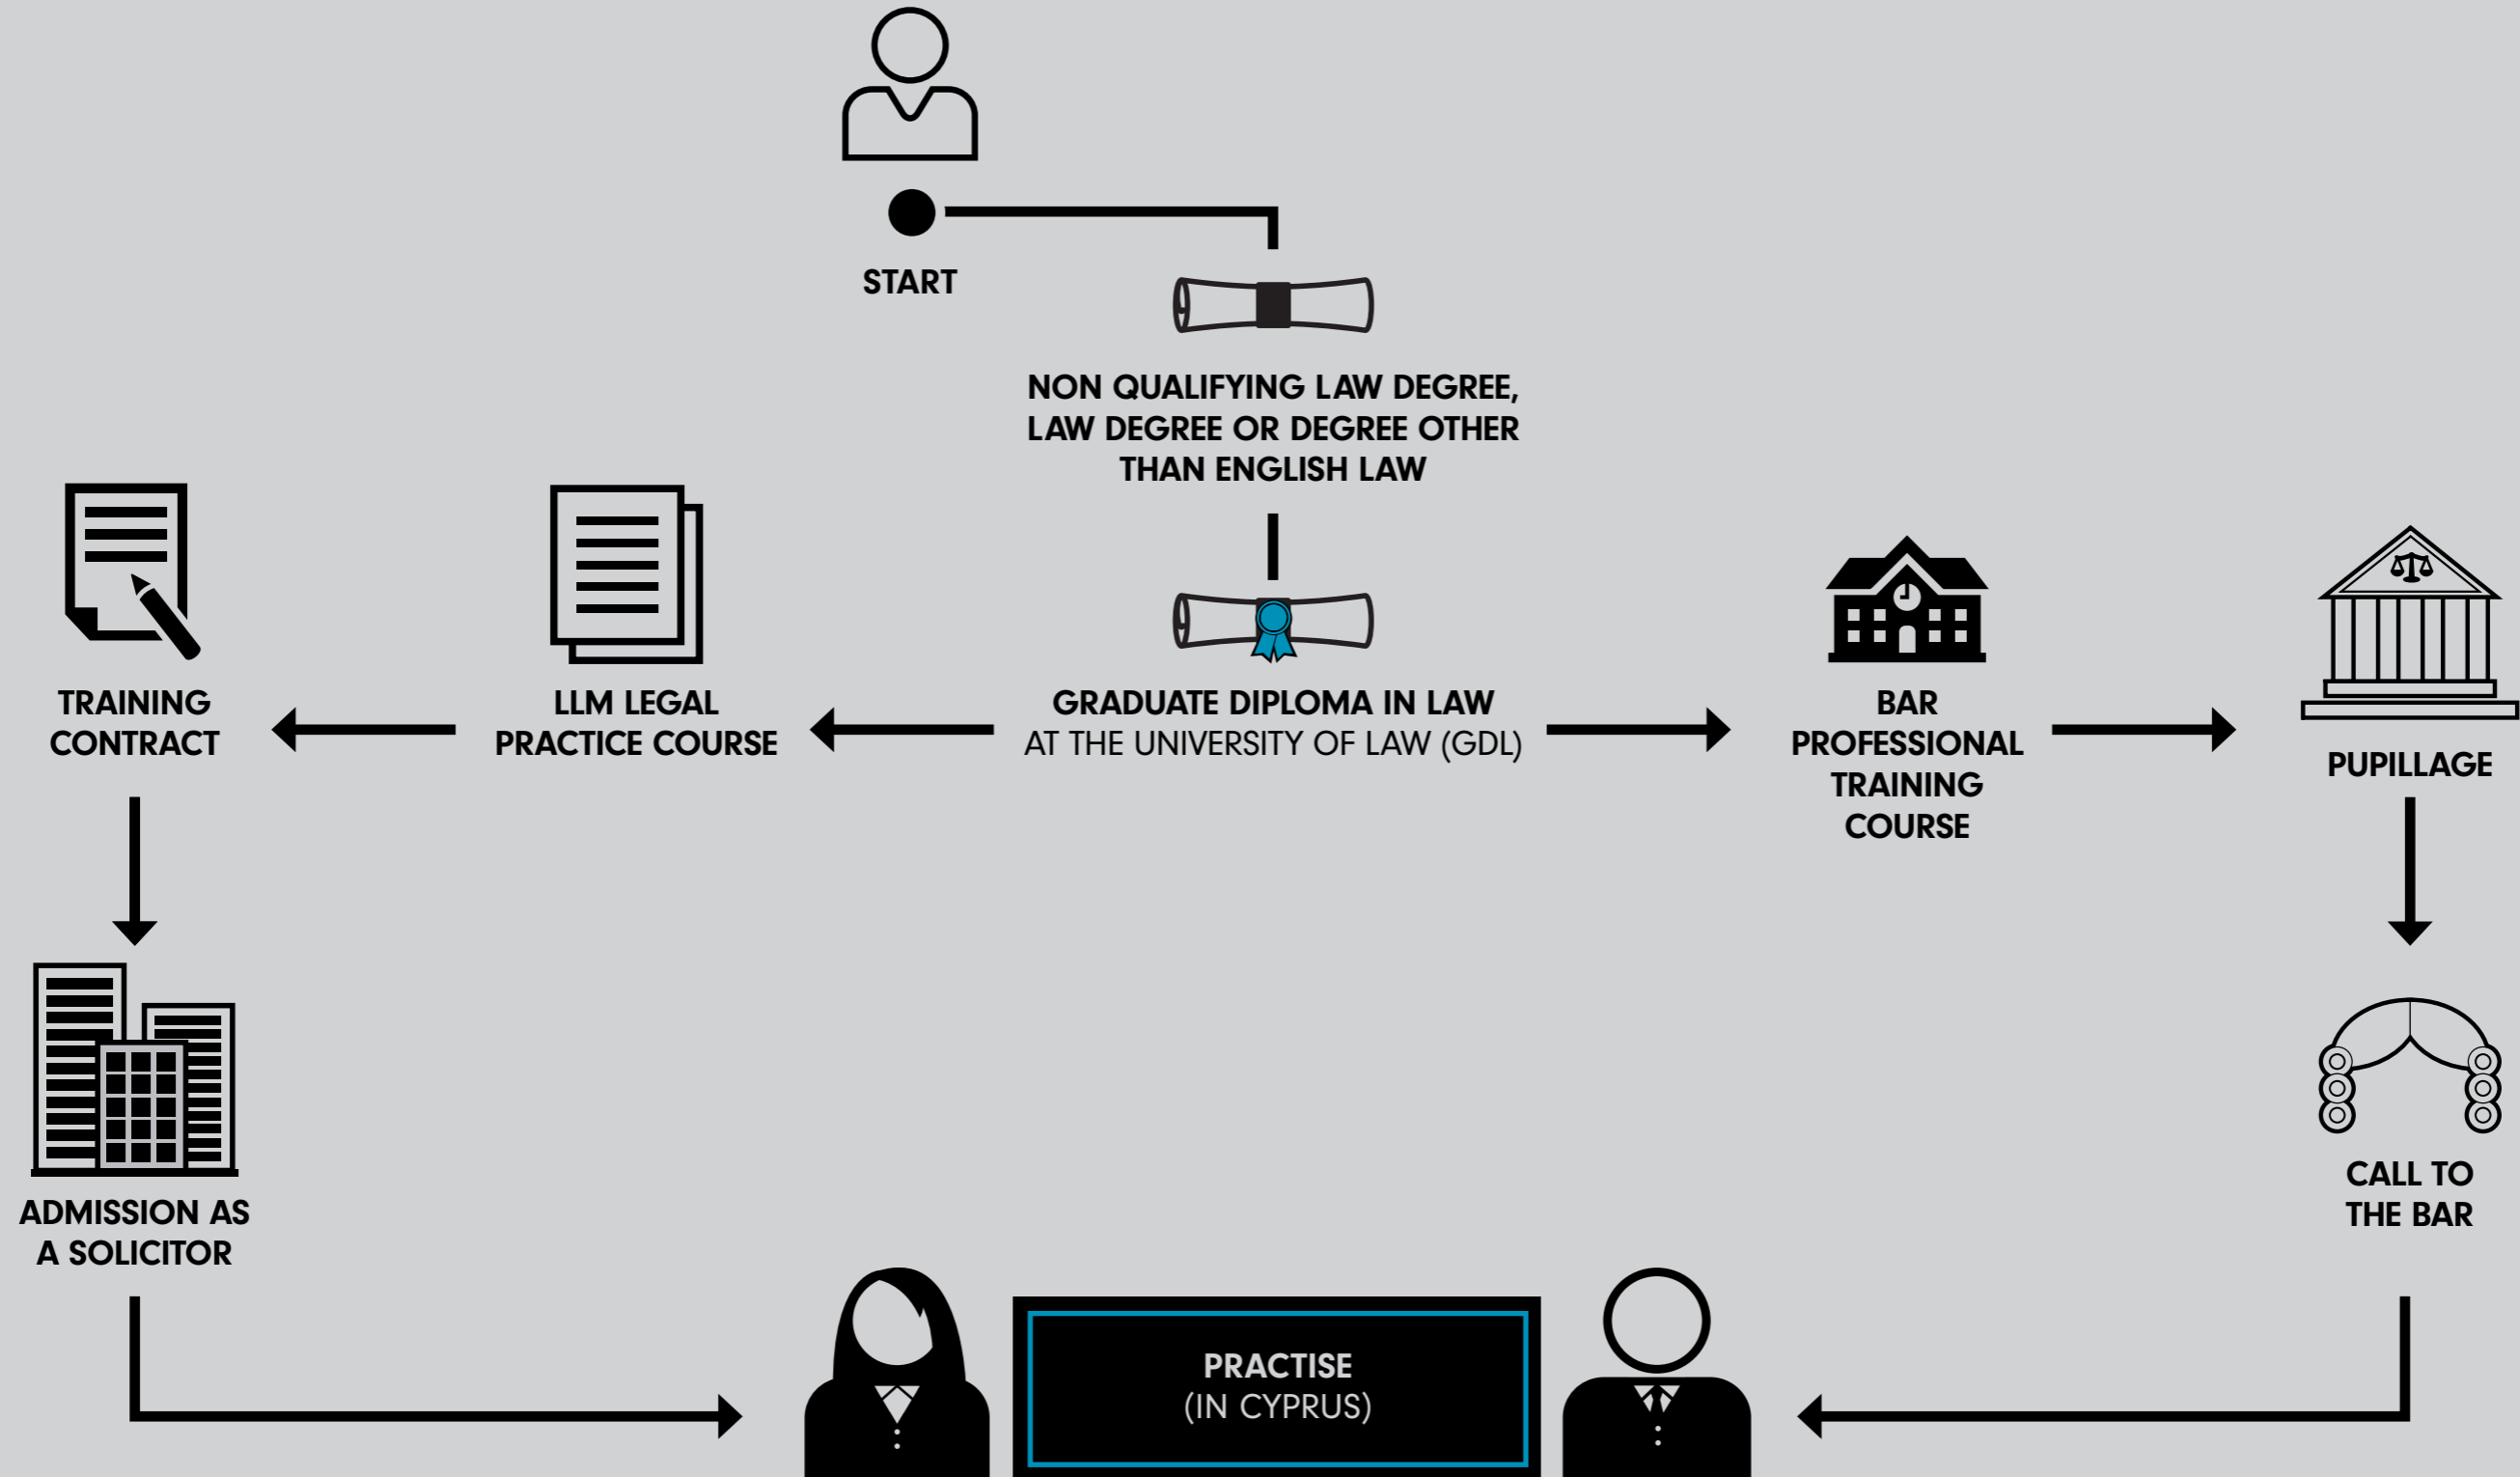 START
NON QUALIFYING LAW DEGREE,
LAW DEGREE OR DEGREE OTHER
THAN ENGLISH LAW
TRAINING
CONTRACT
LLM LEGAL
PRACTICE COURSE
GRADUATE DIPLOMA IN LAW
AT THE UNIVERSITY OF LAW (GDL)
BAR
PROFESSIONAL
TRAINING
COURSE
PUPILLAGE
ADMISSION AS
A SOLICITOR
CALL TO
THE BAR
PRACTISE
(IN CYPRUS)